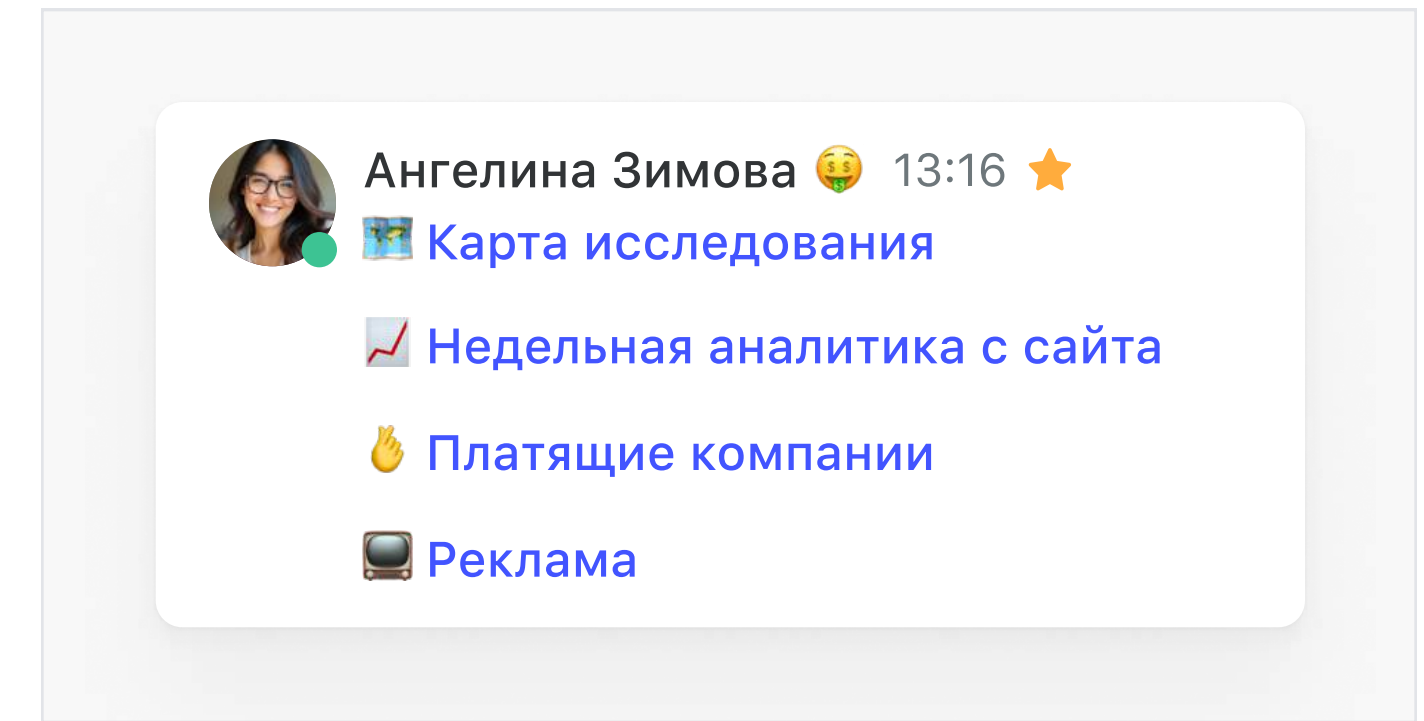 Ангелина Зимова 🤑 13:16
🗺️ Карта исследования
📈 Недельная аналитика с сайта
🫰 Платящие компании
📺 Реклама